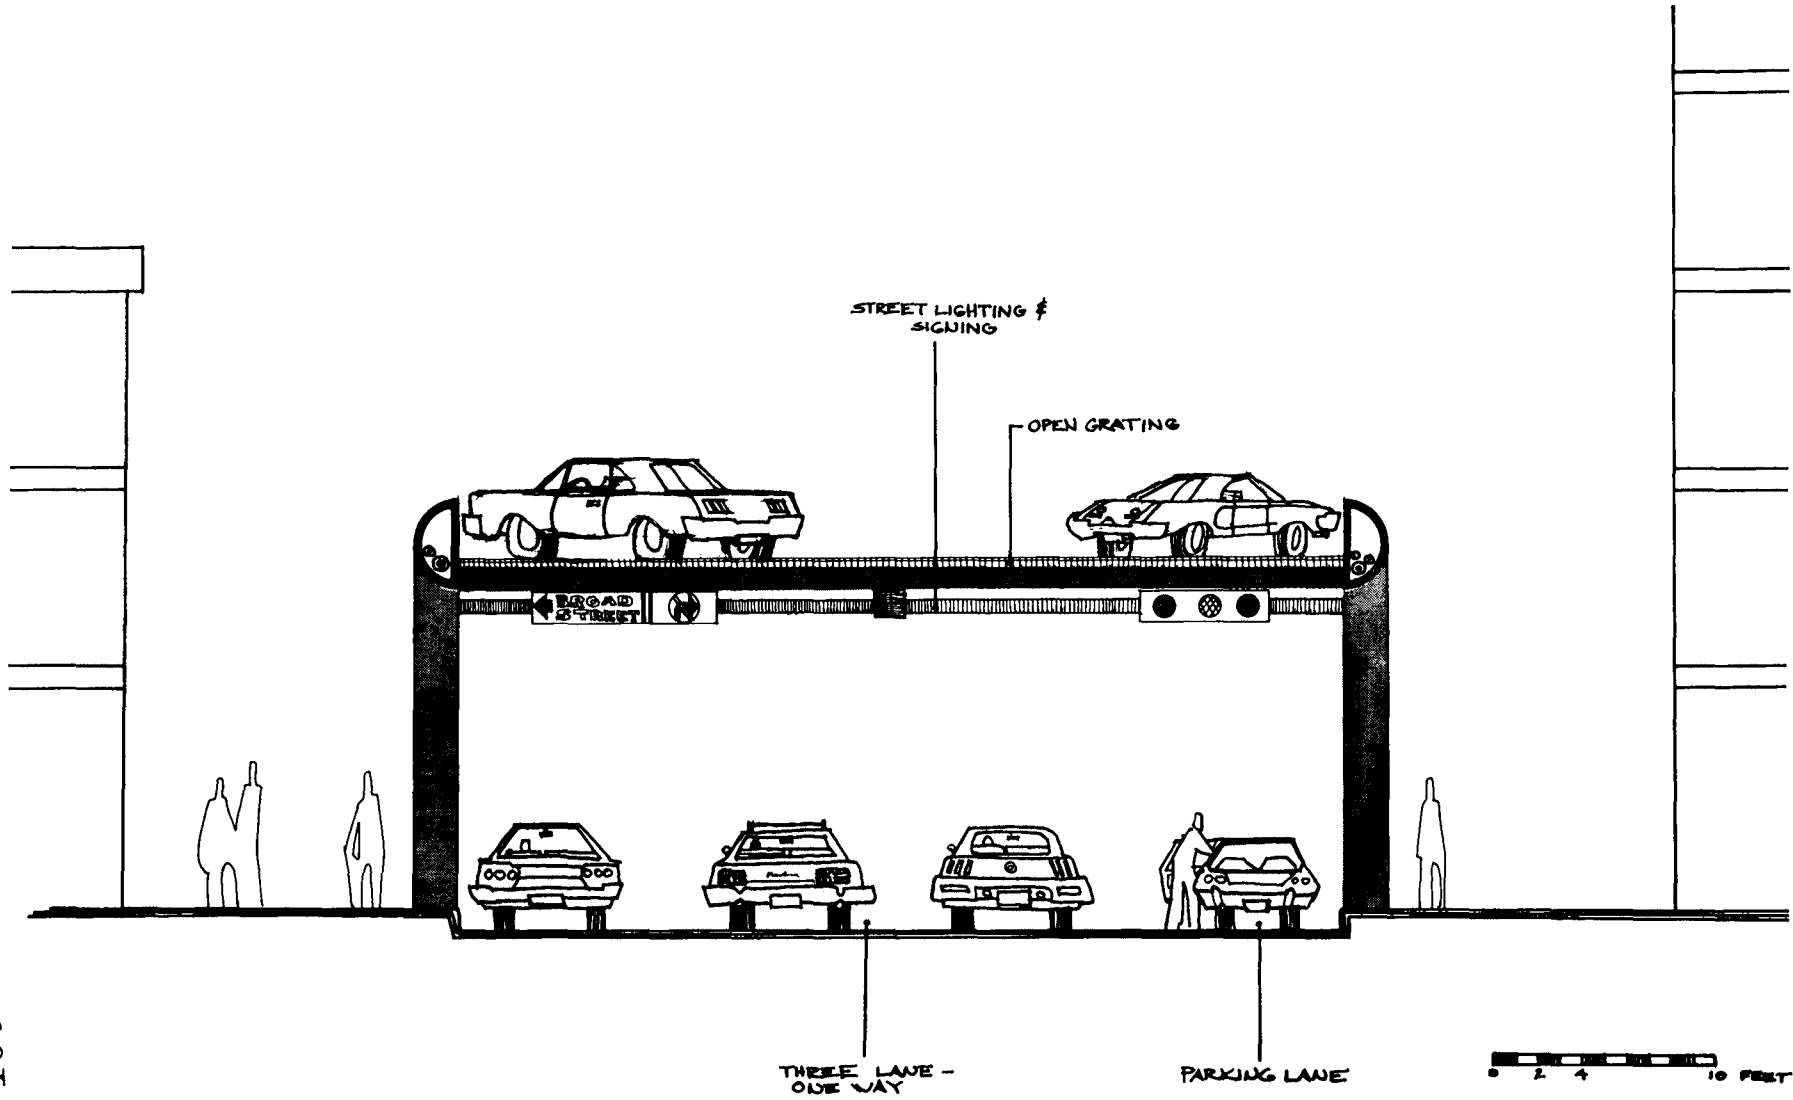 STREET LIGHTING &
SIGNING
OPEN GRATING
BROAD
STREET
THREE LANE -
ONE WAY
PARKING LANE
0 2 4 10 FEET